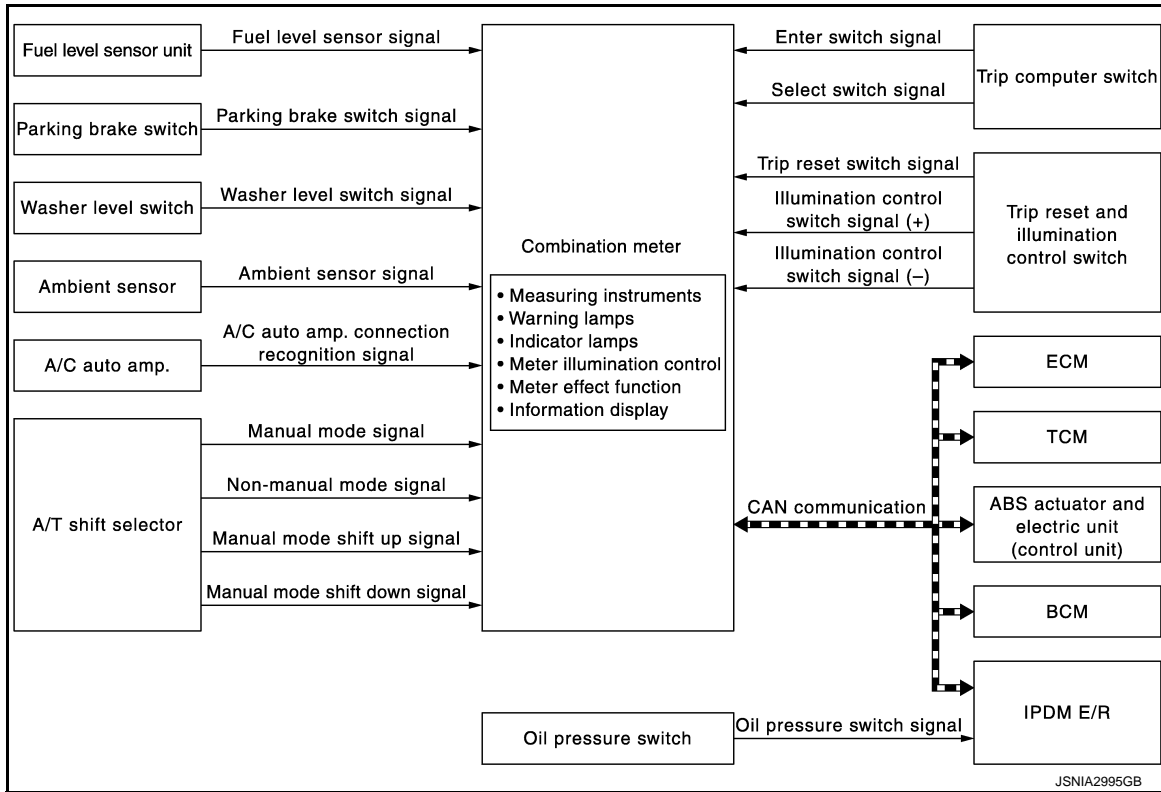 Fuel level sensor unit
Fuel level sensor signal
Parking brake switch
Parking brake switch signal
Washer level switch
Washer level switch signal
Ambient sensor
Ambient sensor signal
A/C auto amp.
A/C auto amp. connection
recognition signal
A/T shift selector
Manual mode signal
Non-manual mode signal
Manual mode shift up signal
Manual mode shift down signal
Combination meter
• Measuring instruments
• Warning lamps
• Indicator lamps
• Meter illumination control
• Meter effect function
• Information display
Enter switch signal
Select switch signal
Trip computer switch
Trip reset switch signal
Illumination control
switch signal (+)
Illumination control
switch signal (–)
Trip reset and
illumination
control switch
CAN communication
ECM
TCM
ABS actuator and
electric unit
(control unit)
BCM
IPDM E/R
Oil pressure switch
Oil pressure switch signal
JSNIA2995GB